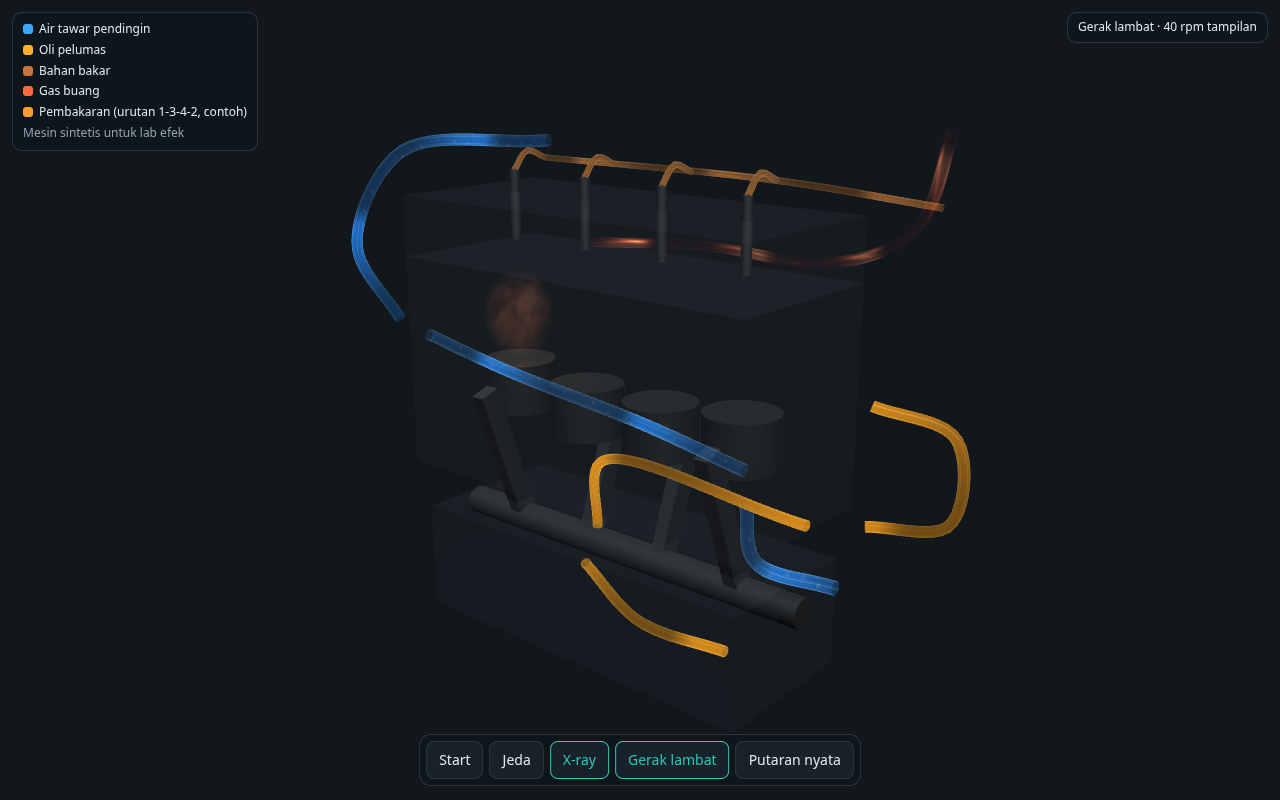 Air tawar pendingin
Oli pelumas
Bahan bakar
Gas buang
Pembakaran (urutan 1-3-4-2, contoh)
Mesin sintetis untuk lab efek
Gerak lambat · 40 rpm tampilan
Start
Jeda
X-ray
Gerak lambat
Putaran nyata